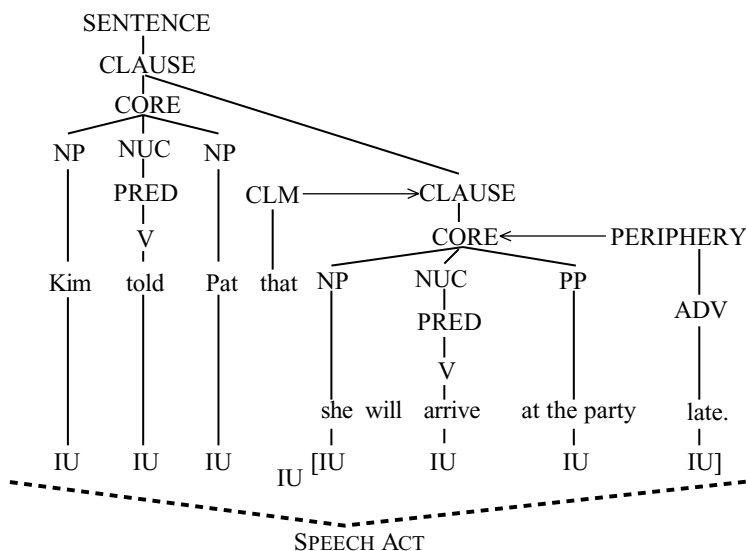 SENTENCE
CLAUSE
CORE
NP NUC NP
PRED CLM CLAUSE
V CORE PERIPHERY
Kim told Pat that NP NUC PP
ADV
PRED
V
she will arrive at the party late.
IU IU IU IU [IU IU IU IU]
SPEECH ACT